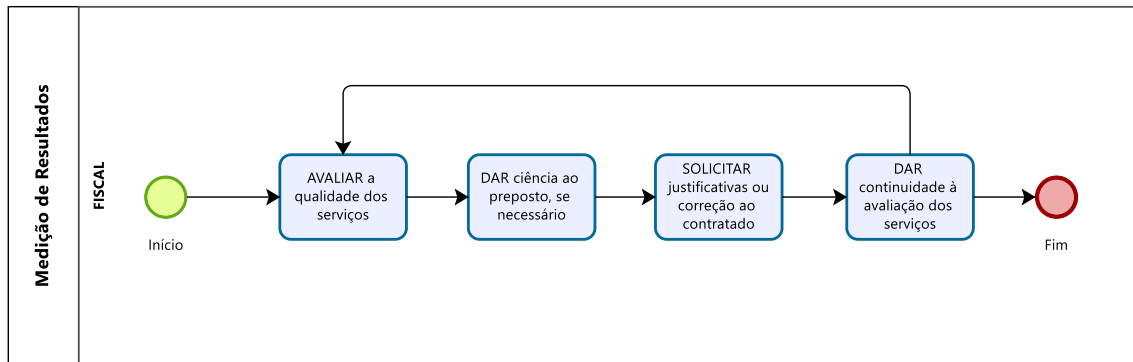 Medição de Resultados
FISCAL
Início
AVALIAR a
qualidade dos
serviços
DAR ciência ao
preposto, se
necessário
SOLICITAR
justificativas ou
correção ao
contratado
DAR
continuidade à
avaliação dos
serviços
Fim